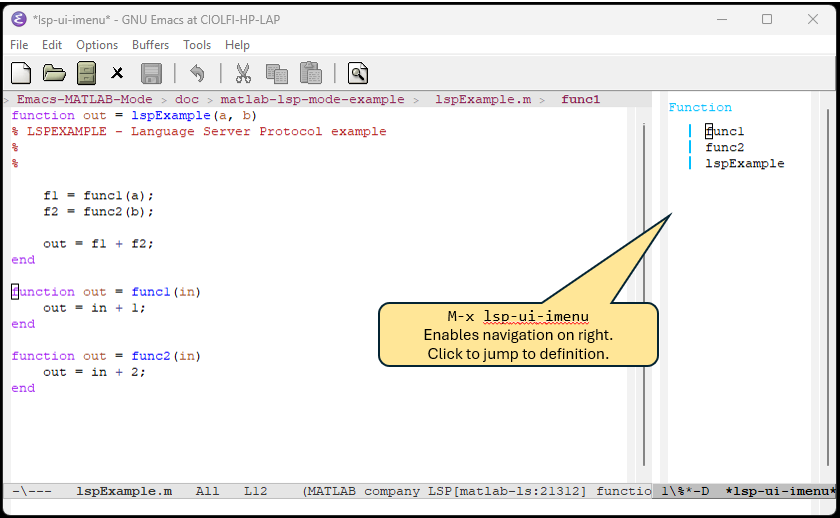 *lsp-ui-imenu* - GNU Emacs at CIOLFI-HP-LAP
File Edit Options Buffers Tools Help
> Emacs-MATLAB-Mode > doc > matlab-lsp-mode-example > lspExample.m > func1
function out = lspExample(a, b)
% LSPEXAMPLE - Language Server Protocol example
%
%
f1 = func1(a);
f2 = func2(b);
out = f1 + f2;
end
function out = func1(in)
out = in + 1;
end
function out = func2(in)
out = in + 2;
end
Function
func1
func2
lspExample
M-x lsp-ui-imenu
Enables navigation on right.
Click to jump to definition.
-\--- lspExample.m All L12 (MATLAB company LSP[matlab-ls:21312] functio
1\%*-D *lsp-ui-imenu*